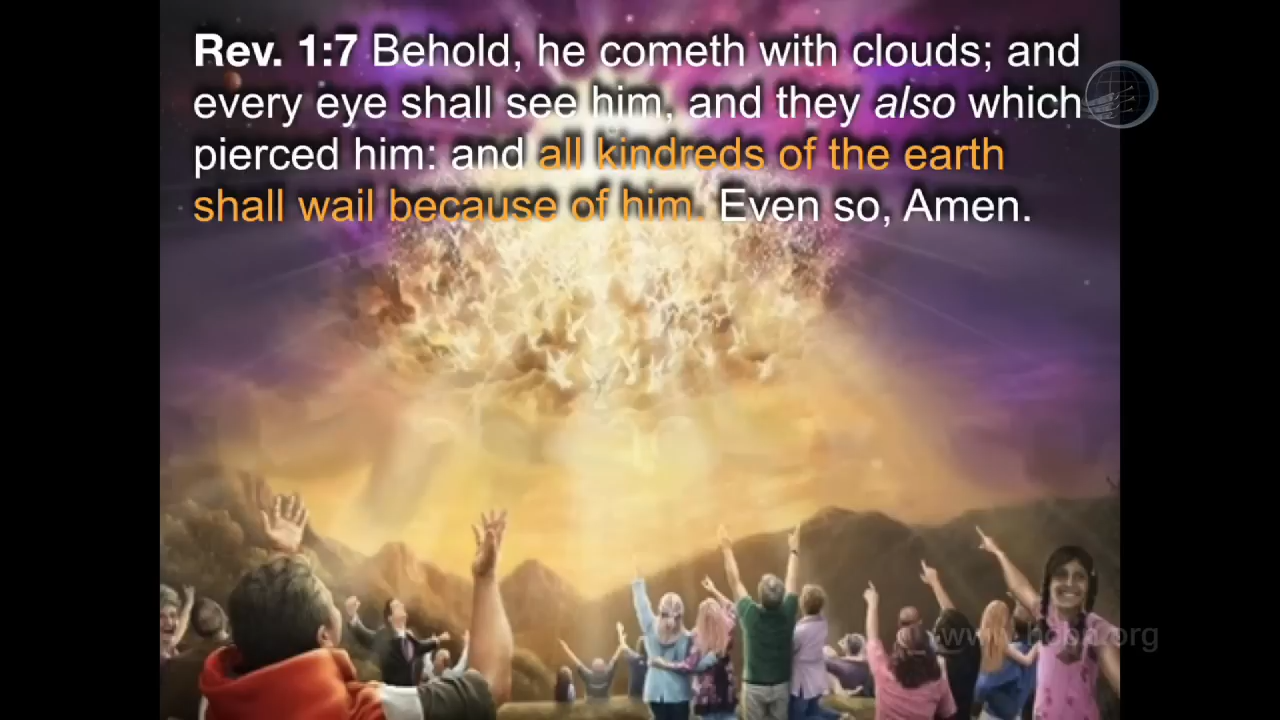 Rev. 1:7 Behold, he cometh with clouds; and
every eye shall see him, and they also which
pierced him: and all kindreds of the earth
shall wail because of him. Even so, Amen.